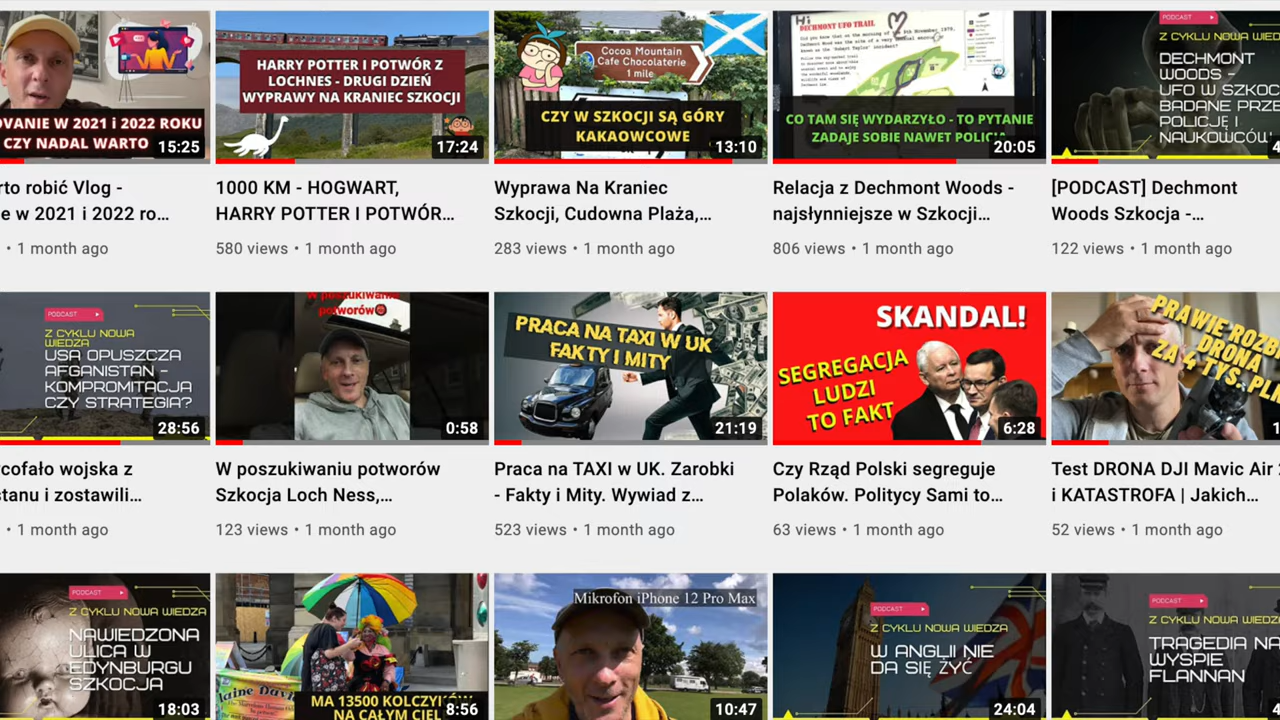 OVANIE W 2021 i 2022 ROKU
CZY NADAL WARTO
15:25
HARRY POTTER I POTWÓR Z
LOCHNES - DRUGI DZIEŃ
WYPRAWY NA KRANIEC SZKOCJI
17:24
Cocoa Mountain
Cafe Chocolaterie
1 mile
CZY W SZKOCJI SĄ GÓRY
KAKAOWCOWE
13:10
Hi
DECHMONT UFO TRAIL
CO TAM SIĘ WYDARZYŁO - TO PYTANIE
ZADAJE SOBIE NAWET POLICJA
20:05
PODCAST
Z CYKLU NOWA WIED
DECHMONT
WOODS -
UFO W SZKOC
BADANE PRZE
POLICJĘ I
NAUKOWCÓW
4
rto robić Vlog -
e w 2021 i 2022 ro...
• 1 month ago
1000 KM - HOGWART,
HARRY POTTER I POTWÓR...
580 views • 1 month ago
Wyprawa Na Kraniec
Szkocji, Cudowna Plaża,...
283 views • 1 month ago
Relacja z Dechmont Woods -
najsłynniejsze w Szkocji...
806 views • 1 month ago
[PODCAST] Dechmont
Woods Szkocja -...
122 views • 1 month ago
PODCAST
Z CYKLU NOWA
WIEDZA
USA OPUSZCZA
AFGANISTAN -
KOMPROMITACJA
CZY STRATEGIA?
28:56
W poszukiwaniu
potworów
0:58
PRACA NA TAXI W UK
FAKTY I MITY
21:19
SKANDAL!
SEGREGACJA
LUDZI
TO FAKT
6:28
PRAWIE ROZB
DRONA
ZA 4 TYS. PLN
1
cofało wojska z
tanu i zostawili...
• 1 month ago
W poszukiwaniu potworów
Szkocja Loch Ness,...
123 views • 1 month ago
Praca na TAXI w UK. Zarobki
- Fakty i Mity. Wywiad z...
523 views • 1 month ago
Czy Rząd Polski segreguje
Polaków. Politycy Sami to...
63 views • 1 month ago
Test DRONA DJI Mavic Air 2
i KATASTROFA | Jakich...
52 views • 1 month ago
PODCAST
Z CYKLU NOWA WIEDZA
NAWIEDZONA
ULICA W
EDYNBURGU
SZKOCJA
18:03
MA 13500 KOLCZYKÓW
NA CAŁYM CIEL
8:56
Mikrofon iPhone 12 Pro Max
10:47
PODCAST
Z CYKLU NOWA WIEDZA
W ANGLII NIE
DA SIĘ ŻYĆ
24:04
PODCAST
Z CYKLU NOWA WIEDZ
TRAGEDIA NA
WYSPIE
FLANNAN
4